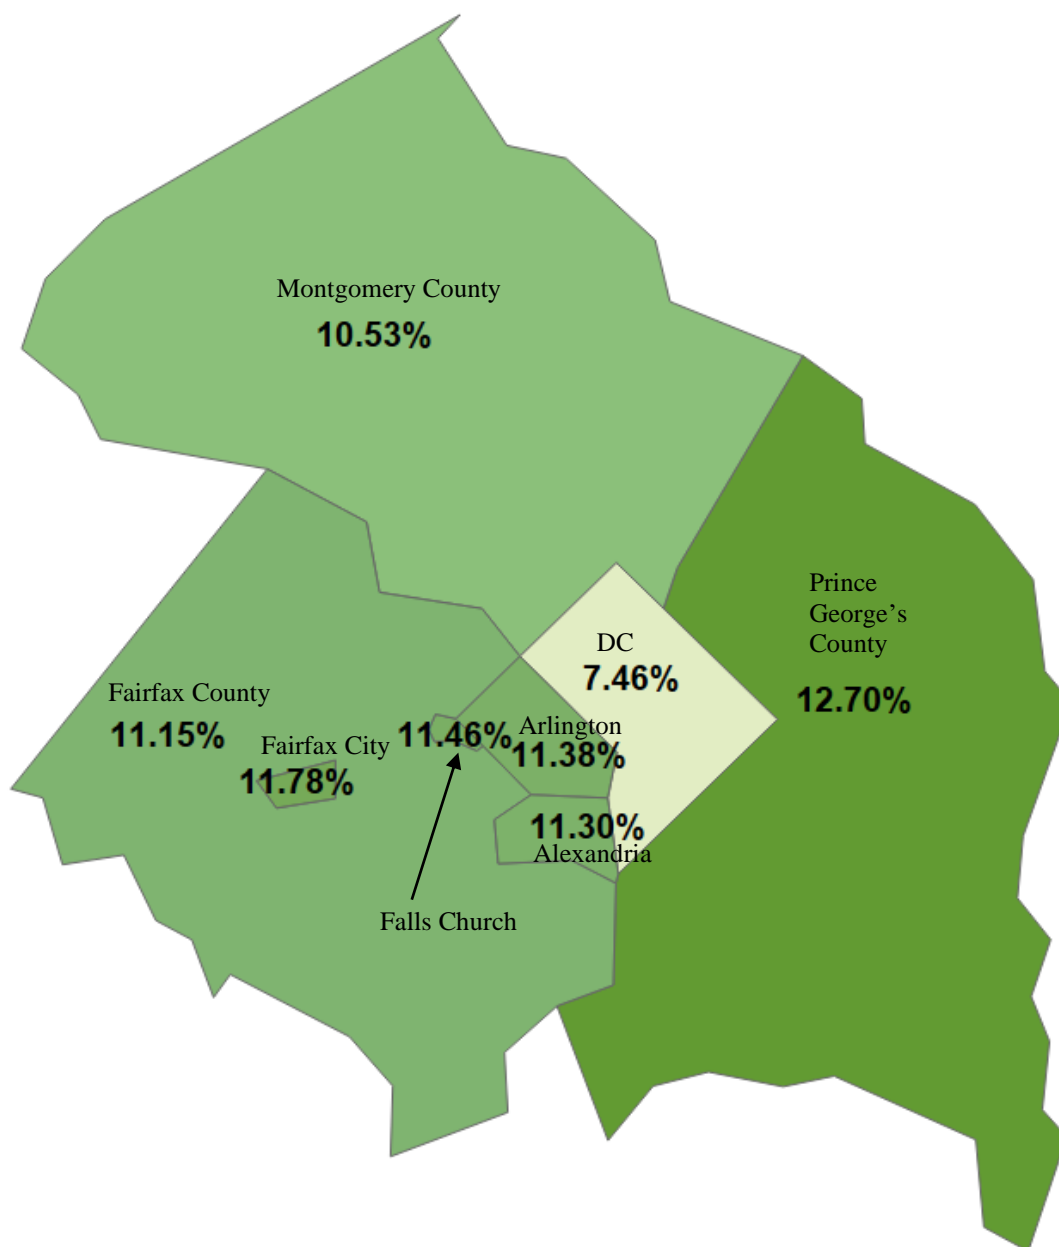 Montgomery County
10.53%
Prince
George’s
County
12.70%
DC
7.46%
Fairfax County
11.15%
Fairfax City
11.78%
11.46%
Falls Church
Arlington
11.38%
11.30%
Alexandria